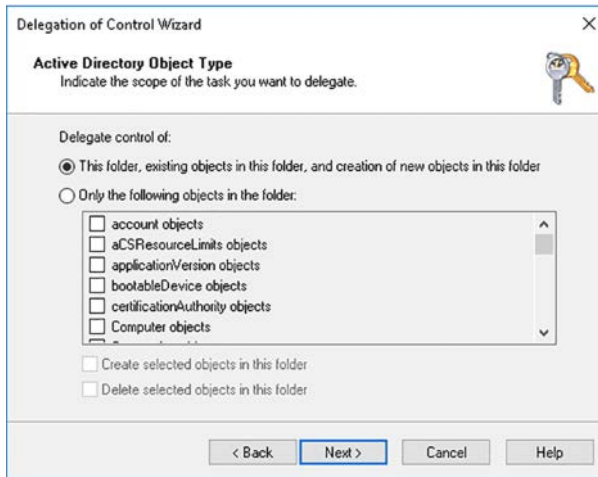 Delegation of Control Wizard
Active Directory Object Type
Indicate the scope of the task you want to delegate.
Delegate control of:
This folder, existing objects in this folder, and creation of new objects in this folder
Only the following objects in the folder:
account objects
aCSResourceLimits objects
applicationVersion objects
bootableDevice objects
certificationAuthority objects
Computer objects
Create selected objects in this folder
Delete selected objects in this folder
< Back
Next >
Cancel
Help